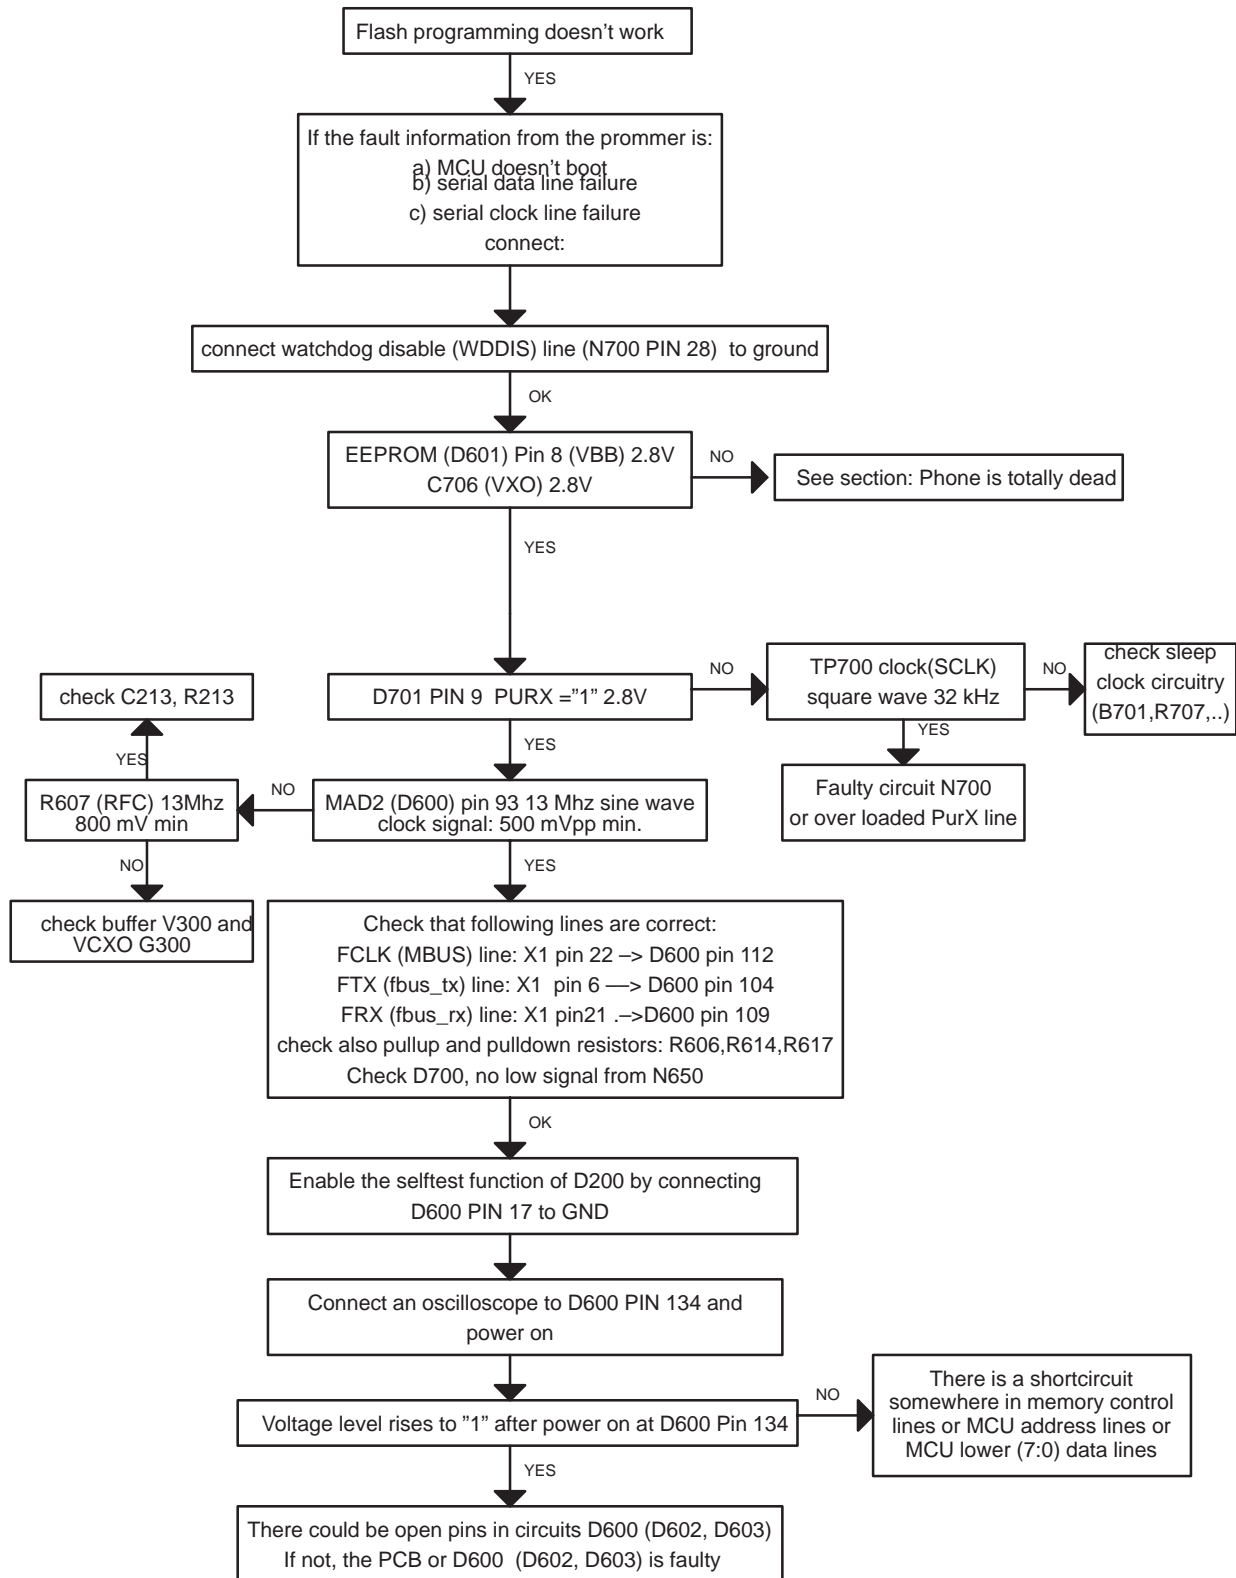 Flash programming doesn't work
YES
If the fault information from the prommer is:
a) MCU doesn't boot
b) serial data line failure
c) serial clock line failure
connect:
connect watchdog disable (WDDIS) line (N700 PIN 28) to ground
OK
EEPROM (D601) Pin 8 (VBB) 2.8V
C706 (VXO) 2.8V
NO
See section: Phone is totally dead
YES
D701 PIN 9 PURX ="1" 2.8V
NO
TP700 clock(SCLK)
square wave 32 kHz
NO
check sleep
clock circuitry
(B701,R707,..)
YES
Faulty circuit N700
or over loaded PurX line
YES
MAD2 (D600) pin 93 13 Mhz sine wave
clock signal: 500 mVpp min.
NO
R607 (RFC) 13Mhz
800 mV min
YES
check C213, R213
NO
check buffer V300 and
VCXO G300
YES
Check that following lines are correct:
FCLK (MBUS) line: X1 pin 22 –> D600 pin 112
FTX (fbus_tx) line: X1 pin 6 —> D600 pin 104
FRX (fbus_rx) line: X1 pin21 .–>D600 pin 109
check also pullup and pulldown resistors: R606,R614,R617
Check D700, no low signal from N650
OK
Enable the selftest function of D200 by connecting
D600 PIN 17 to GND
Connect an oscilloscope to D600 PIN 134 and
power on
Voltage level rises to "1" after power on at D600 Pin 134
NO
There is a shortcircuit
somewhere in memory control
lines or MCU address lines or
MCU lower (7:0) data lines
YES
There could be open pins in circuits D600 (D602, D603)
If not, the PCB or D600 (D602, D603) is faulty